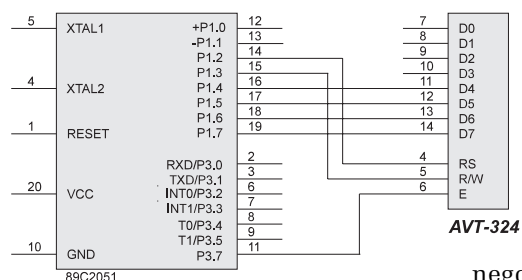 5 XTAL1
4 XTAL2
1 RESET
20 VCC
10 GND
+P1.0 12
-P1.1 13
P1.2 14
P1.3 15
P1.4 16
P1.5 17
P1.6 18
P1.7 19
RXD/P3.0 2
TXD/P3.1 3
INT0/P3.2 6
INT1/P3.3 7
T0/P3.4 8
T1/P3.5 9
P3.7 11
89C2051
7 D0
8 D1
9 D2
10 D3
11 D4
12 D5
13 D6
14 D7
4 RS
5 R/W
6 E
AVT-324
nego